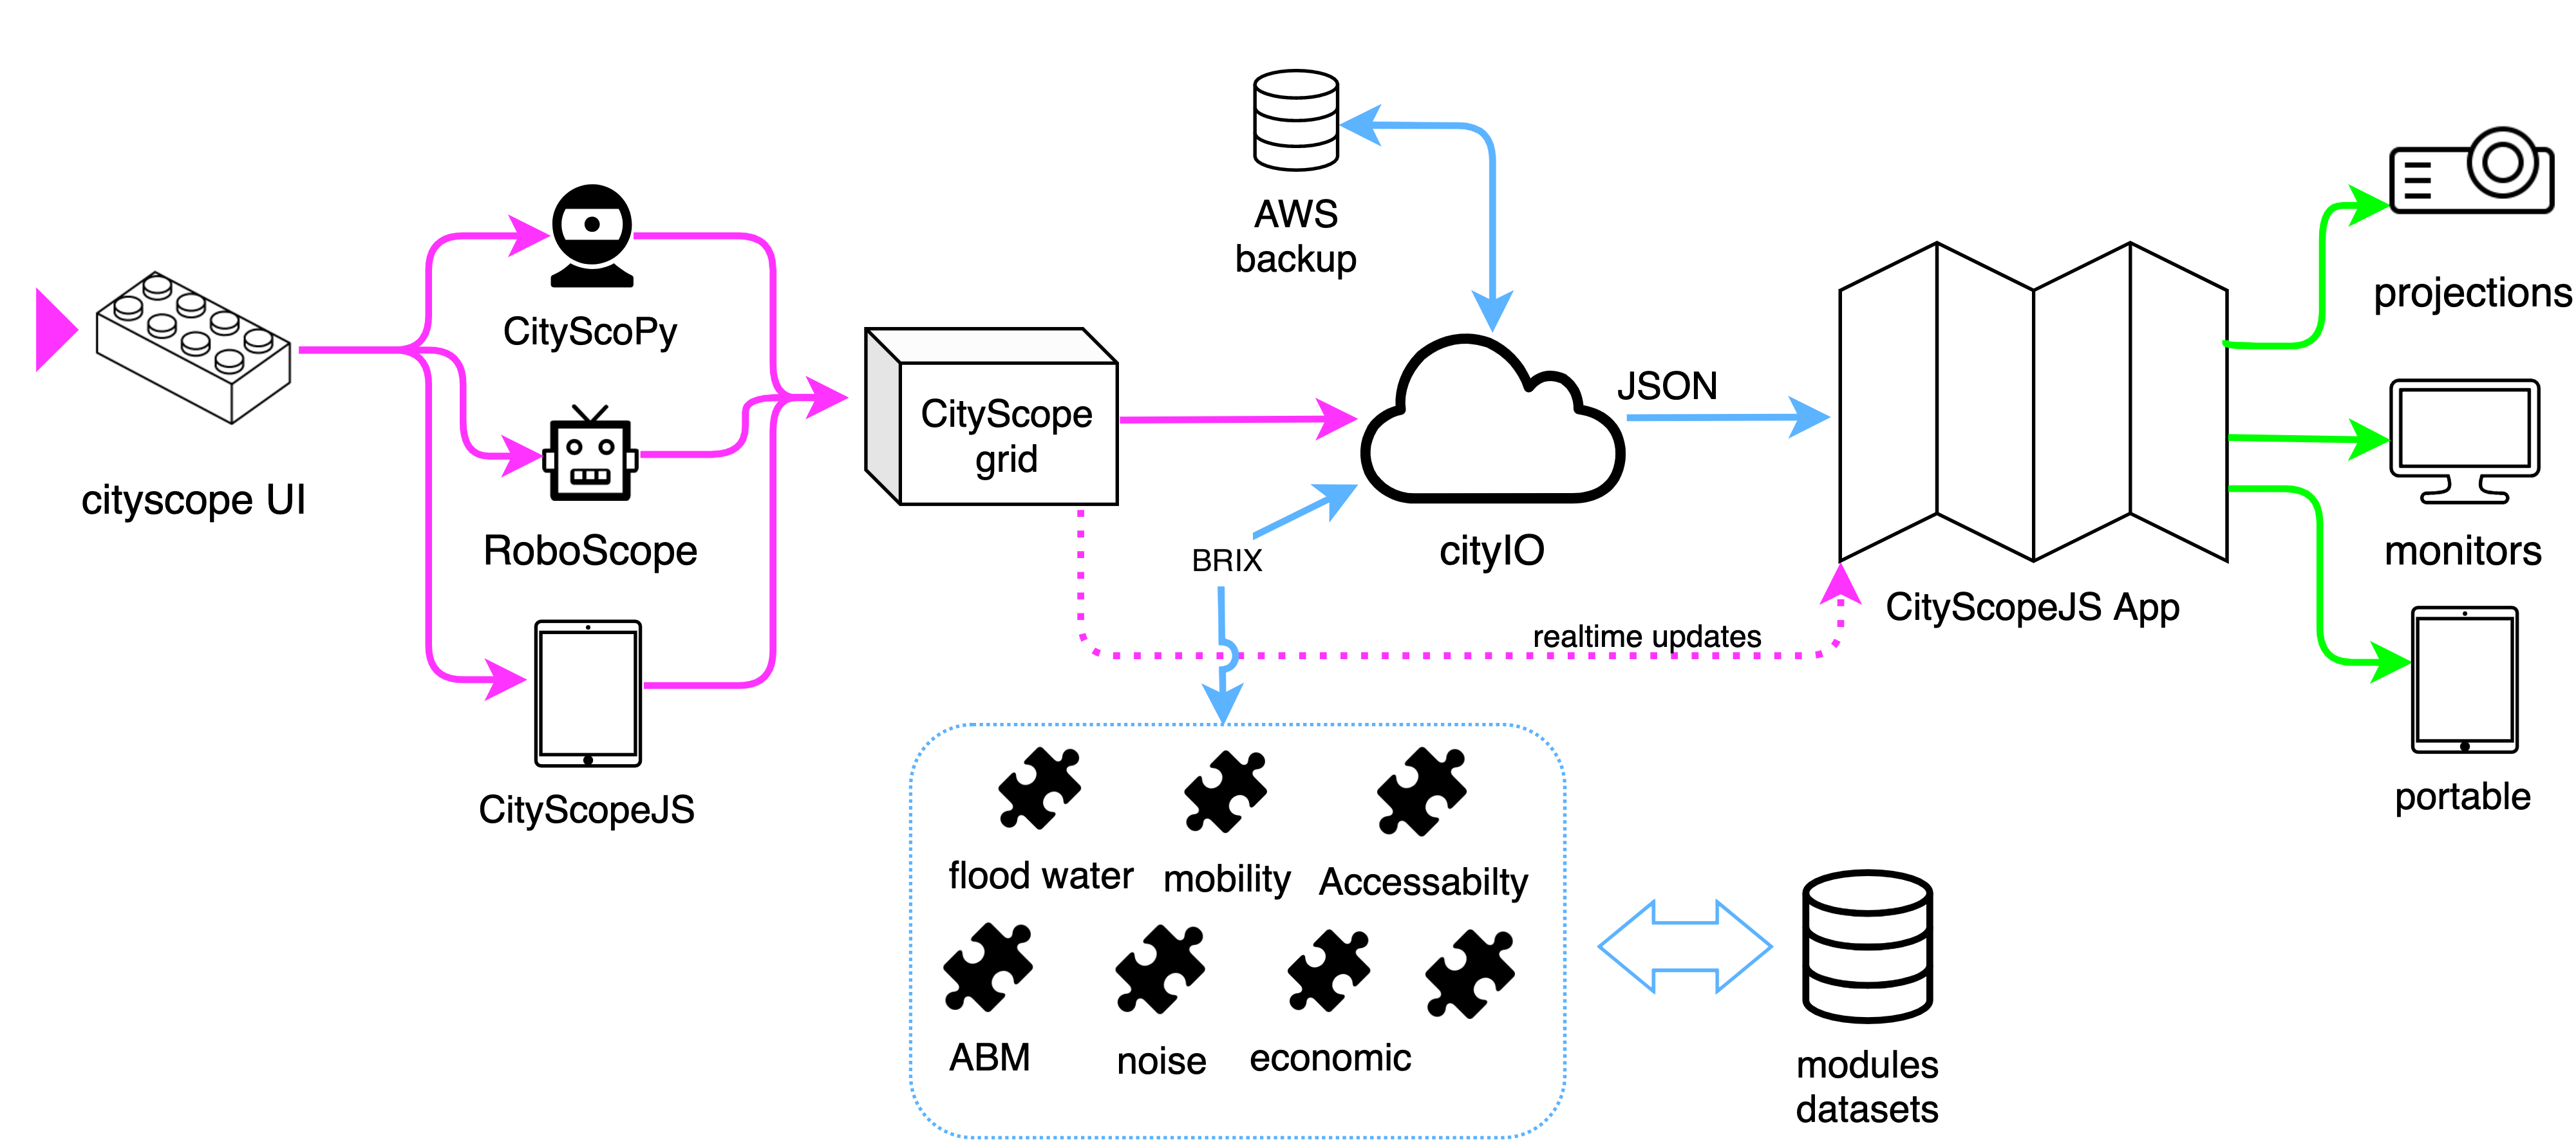 cityscope UI
CityScoPy
RoboScope
CityScopeJS
CityScope
grid
AWS
backup
cityIO
BRIX
JSON
realtime updates
CityScopeJS App
projections
monitors
portable
flood water
mobility
Accessabilty
ABM
noise
economic
modules
datasets